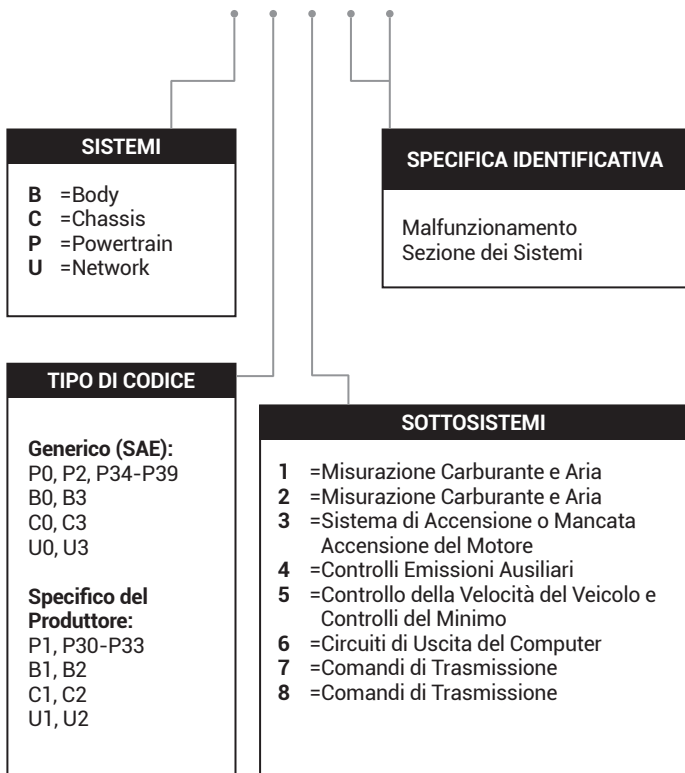 SISTEMI
B =Body
C =Chassis
P =Powertrain
U =Network
SPECIFICA IDENTIFICATIVA
Malfunzionamento
Sezione dei Sistemi
TIPO DI CODICE
Generico (SAE):
P0, P2, P34-P39
B0, B3
C0, C3
U0, U3
Specifico del
Produttore:
P1, P30-P33
B1, B2
C1, C2
U1, U2
SOTTOSISTEMI
1 =Misurazione Carburante e Aria
2 =Misurazione Carburante e Aria
3 =Sistema di Accensione o Mancata
Accensione del Motore
4 =Controlli Emissioni Ausiliari
5 =Controllo della Velocità del Veicolo e
Controlli del Minimo
6 =Circuiti di Uscita del Computer
7 =Comandi di Trasmissione
8 =Comandi di Trasmissione